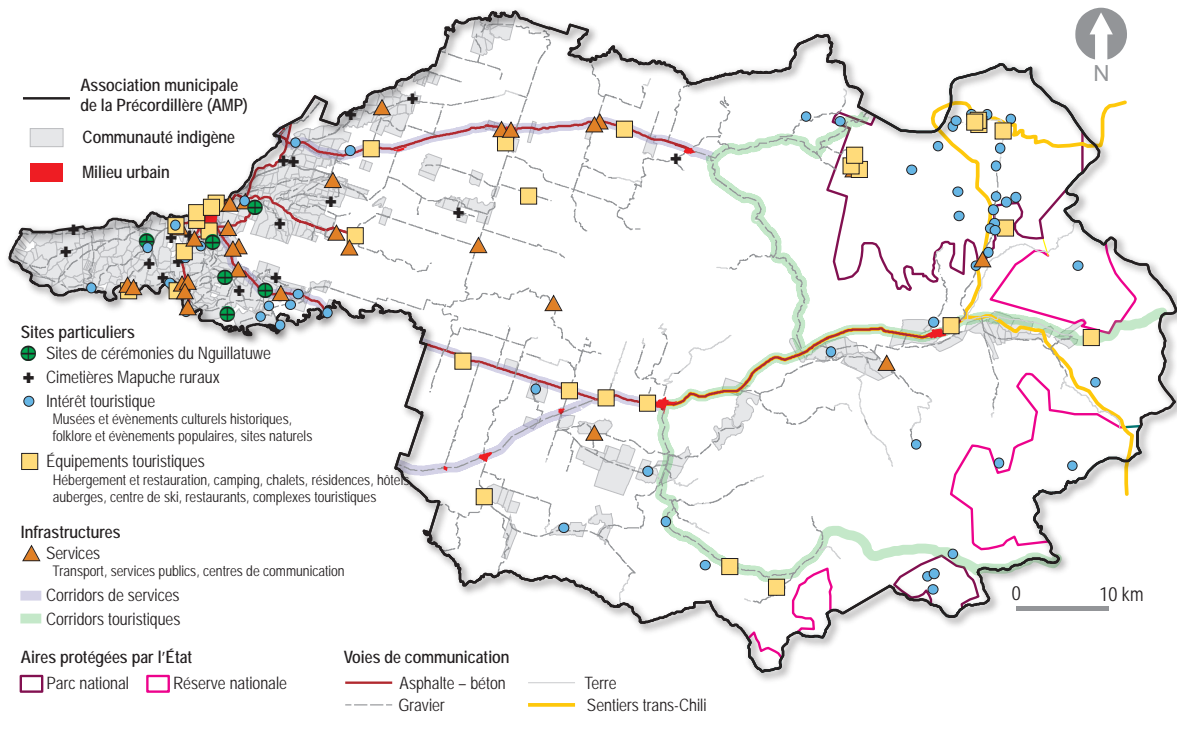 N
Association municipale
de la Précordillère (AMP)
Communauté indigène
Milieu urbain
Sites particuliers
Sites de cérémonies du Nguillatuwe
Cimetières Mapuche ruraux
Intérêt touristique
Musées et évènements culturels historiques,
folklore et évènements populaires, sites naturels
Équipements touristiques
Hébergement et restauration, camping, chalets, résidences, hôtels
auberges, centre de ski, restaurants, complexes touristiques
Infrastructures
Services
Transport, services publics, centres de communication
Corridors de services
Corridors touristiques
0 10 km
Aires protégées par l'État
Parc national Réserve nationale
Voies de communication
Asphalte – béton Terre
Gravier Sentiers trans-Chili